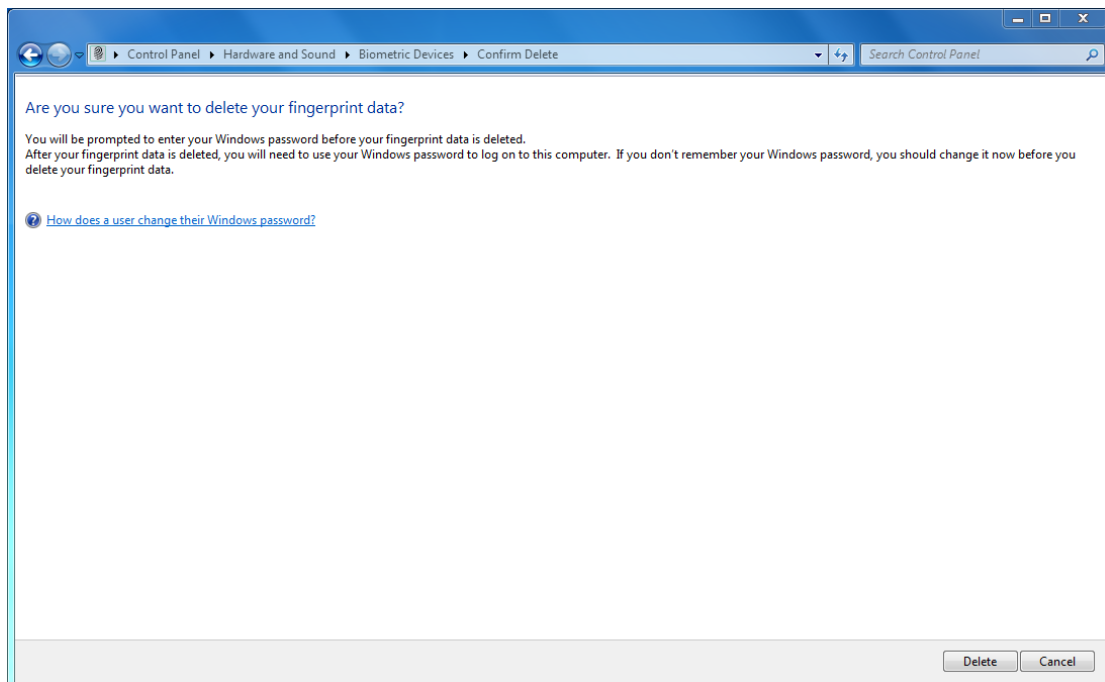 Control Panel Hardware and Sound Biometric Devices Confirm Delete
Search Control Panel
Are you sure you want to delete your fingerprint data?
You will be prompted to enter your Windows password before your fingerprint data is deleted.
After your fingerprint data is deleted, you will need to use your Windows password to log on to this computer.  If you don't remember your Windows password, you should change it now before you
delete your fingerprint data.
How does a user change their Windows password?
Delete
Cancel